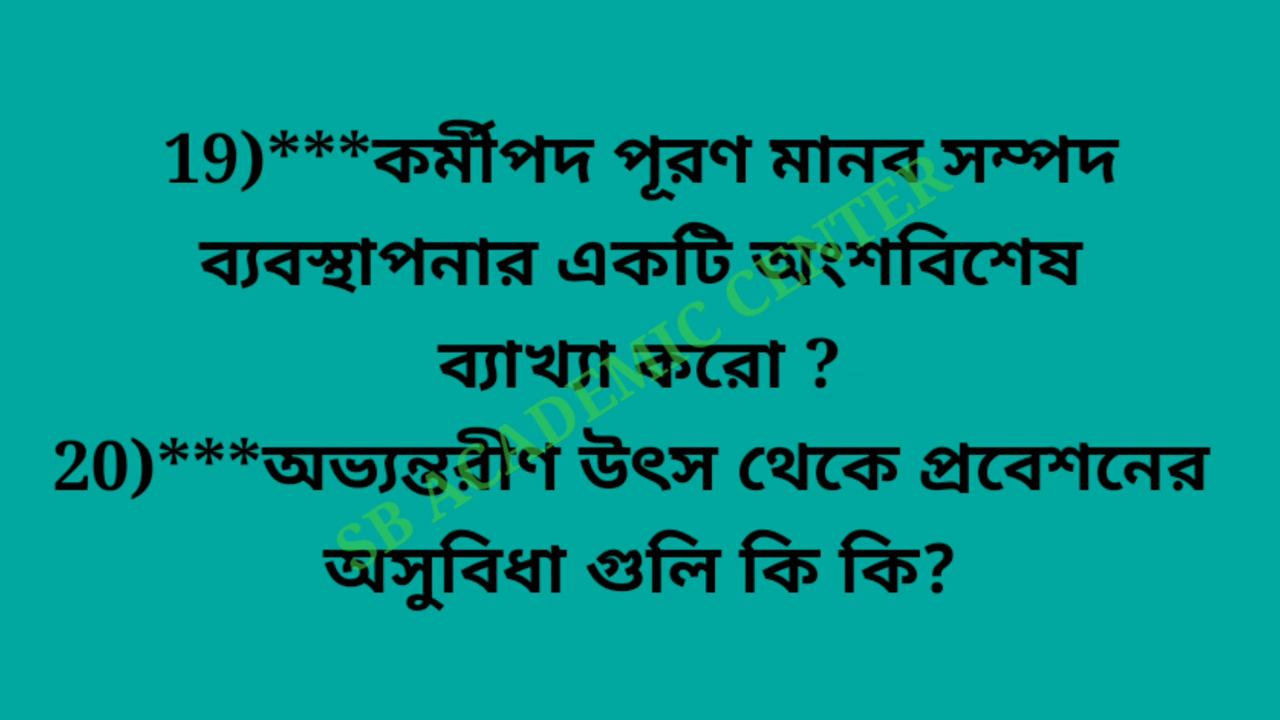 19)***কর্মীপদ পূরণ মানব সম্পদ
ব্যবস্থাপনার একটি অংশবিশেষ
ব্যাখ্যা করো ?
20)***অভ্যন্তরীণ উৎস থেকে প্রবেশনের
অসুবিধা গুলি কি কি?
SB ACADEMIC CENTER